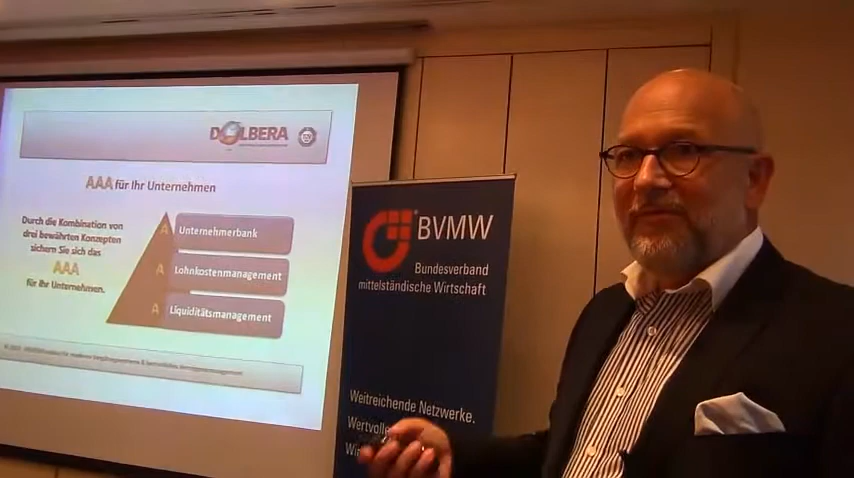 DOLBERA
AAA für Ihr Unternehmen
Durch die Kombination von
drei bewährten Konzepten
sichern Sie sich das
AAA
für Ihr Unternehmen.
A Unternehmerbank
A Lohnkostenmanagement
A Liquiditätsmanagement
BVMW
Bundesverband
mittelständische Wirtschaft
Weitreichende Netzwerke.